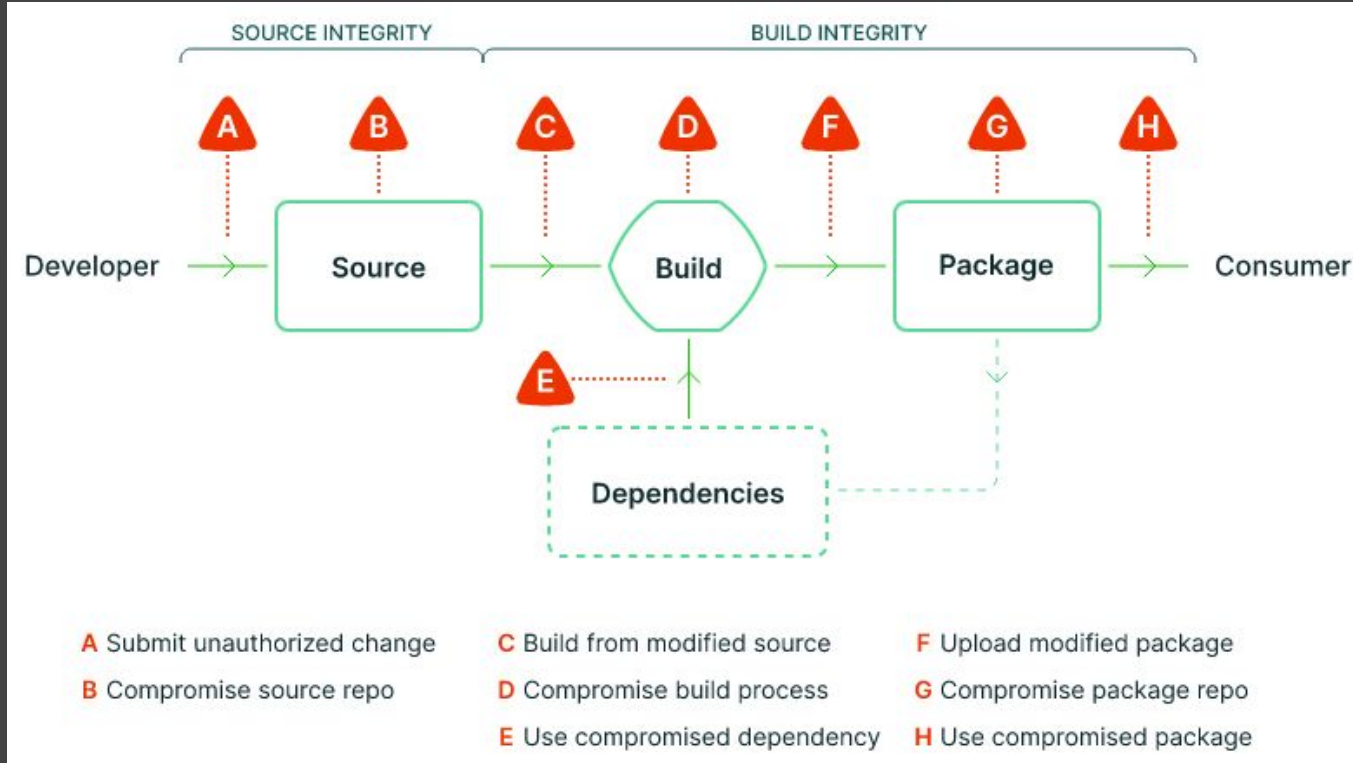 SOURCE INTEGRITY
BUILD INTEGRITY
A
B
C
D
F
G
H
Developer
Source
Build
Package
Consumer
E
Dependencies
A Submit unauthorized change
B Compromise source repo
C Build from modified source
D Compromise build process
E Use compromised dependency
F Upload modified package
G Compromise package repo
H Use compromised package